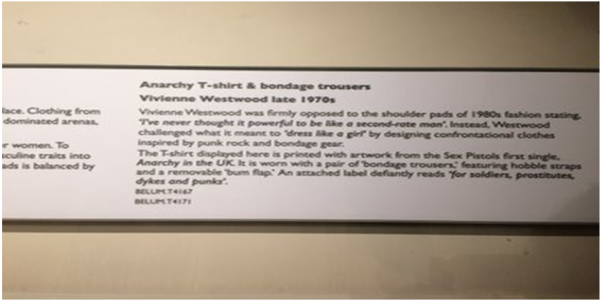 lace. Clothing from
dominated arenas,
r women. To
sculine traits into
ads is balanced by
Anarchy T-shirt & bondage trousers
Vivienne Westwood late 1970s
Vivienne Westwood was firmly opposed to the shoulder pads of 1980s fashion stating,
'I've never thought it powerful to be like a second-rate man'. Instead, Westwood
challenged what it meant to 'dress like a girl' by designing confrontational clothes
inspired by punk rock and bondage gear.
The T-shirt displayed here is printed with artwork from the Sex Pistols first single,
Anarchy in the UK. It is worn with a pair of 'bondage trousers,' featuring hobble straps
and a removable 'bum flap.' An attached label defiantly reads 'for soldiers, prostitutes,
dykes and punks'.
BELUM.T4167
BELUM.T4171